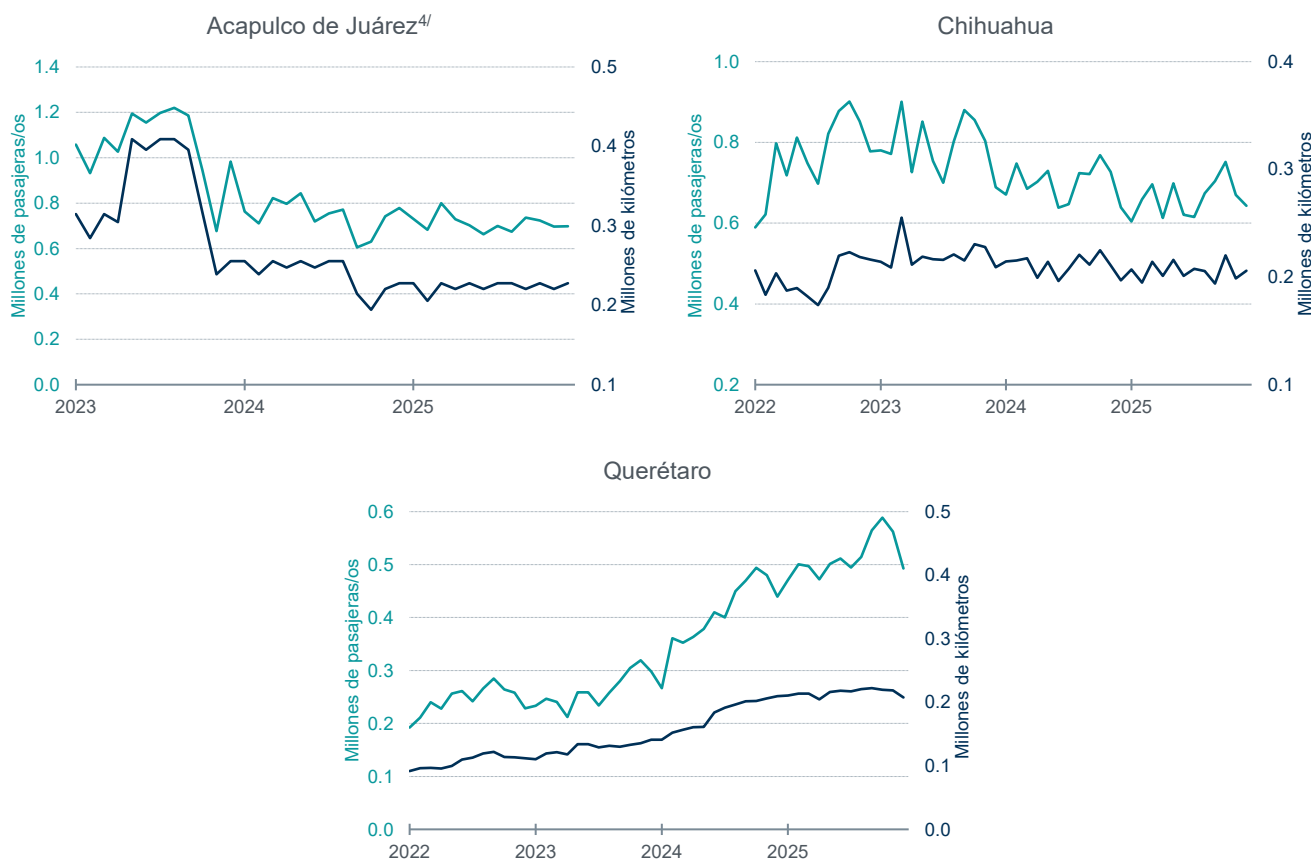 Acapulco de Juárez4/
Millones de pasajeras/os
1.4
1.2
1.0
0.8
0.6
0.4
0.2
0.0
0.5
0.4
0.3
0.2
0.1
Millones de kilómetros
2023 2024 2025
Chihuahua
Millones de pasajeras/os
1.0
0.8
0.6
0.4
0.2
0.4
0.3
0.2
0.1
Millones de kilómetros
2022 2023 2024 2025
Querétaro
Millones de pasajeras/os
0.6
0.5
0.4
0.3
0.2
0.1
0.0
0.5
0.4
0.3
0.2
0.1
0.0
Millones de kilómetros
2022 2023 2024 2025